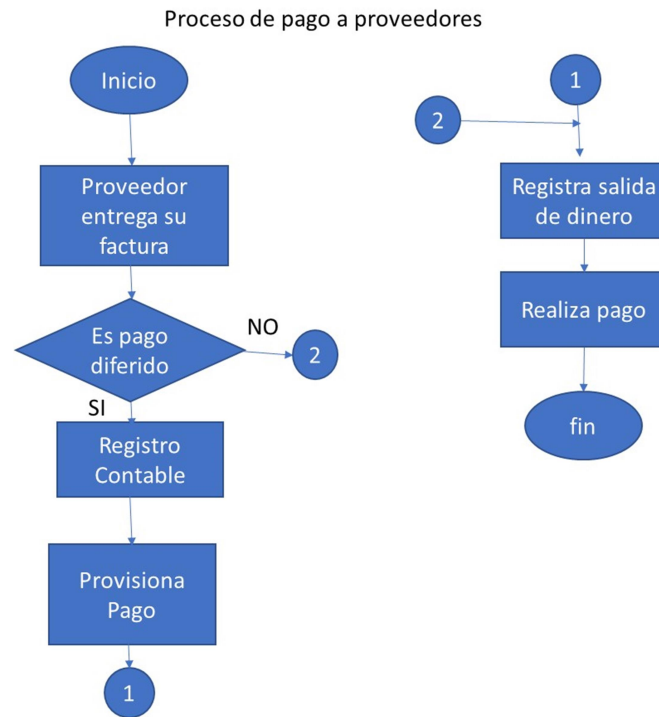 Proceso de pago a proveedores
Inicio
Proveedor
entrega su
factura
Es pago
diferido
NO
2
SI
Registro
Contable
Provisiona
Pago
1
1
2
Registra salida
de dinero
Realiza pago
fin